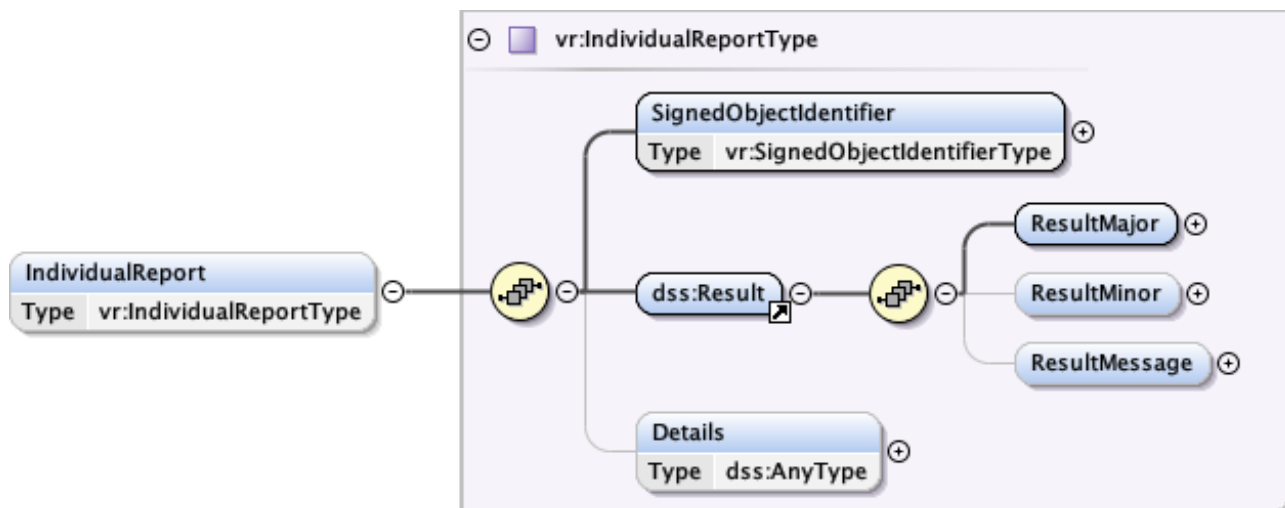 vr:IndividualReportType
SignedObjectIdentifier
Type vr:SignedObjectIdentifierType
ResultMajor
IndividualReport
Type vr:IndividualReportType
dss:Result
ResultMinor
ResultMessage
Details
Type dss:AnyType